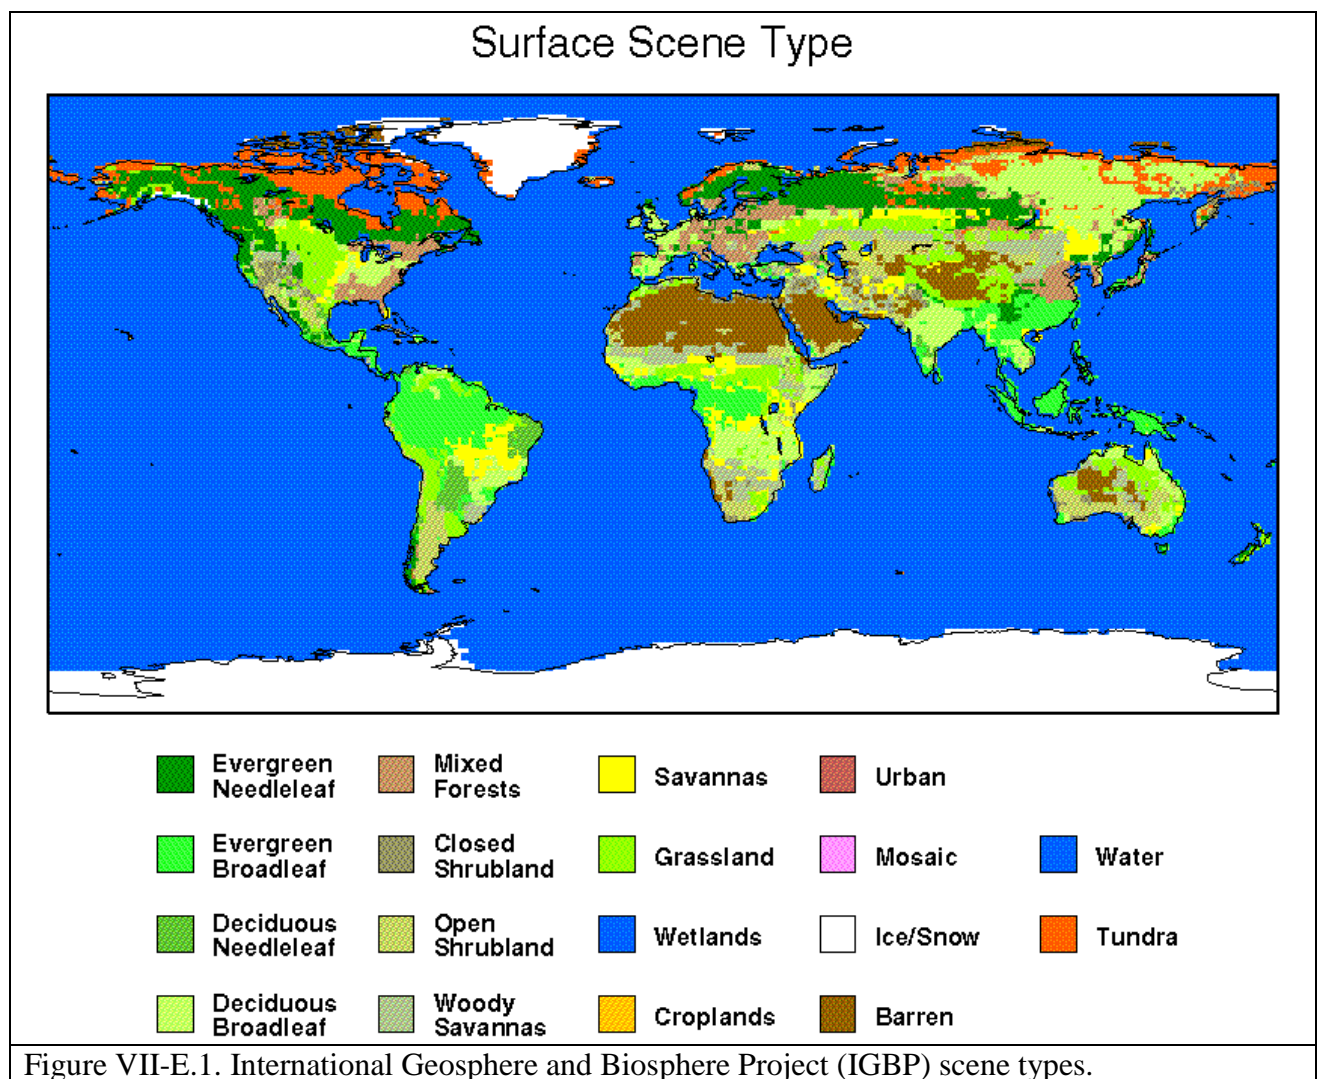 Surface Scene Type
Evergreen
Needleleaf
Mixed
Forests
Savannas
Urban
Evergreen
Broadleaf
Closed
Shrubland
Grassland
Mosaic
Water
Deciduous
Needleleaf
Open
Shrubland
Wetlands
Ice/Snow
Tundra
Deciduous
Broadleaf
Woody
Savannas
Croplands
Barren
Figure VII-E.1. International Geosphere and Biosphere Project (IGBP) scene types.